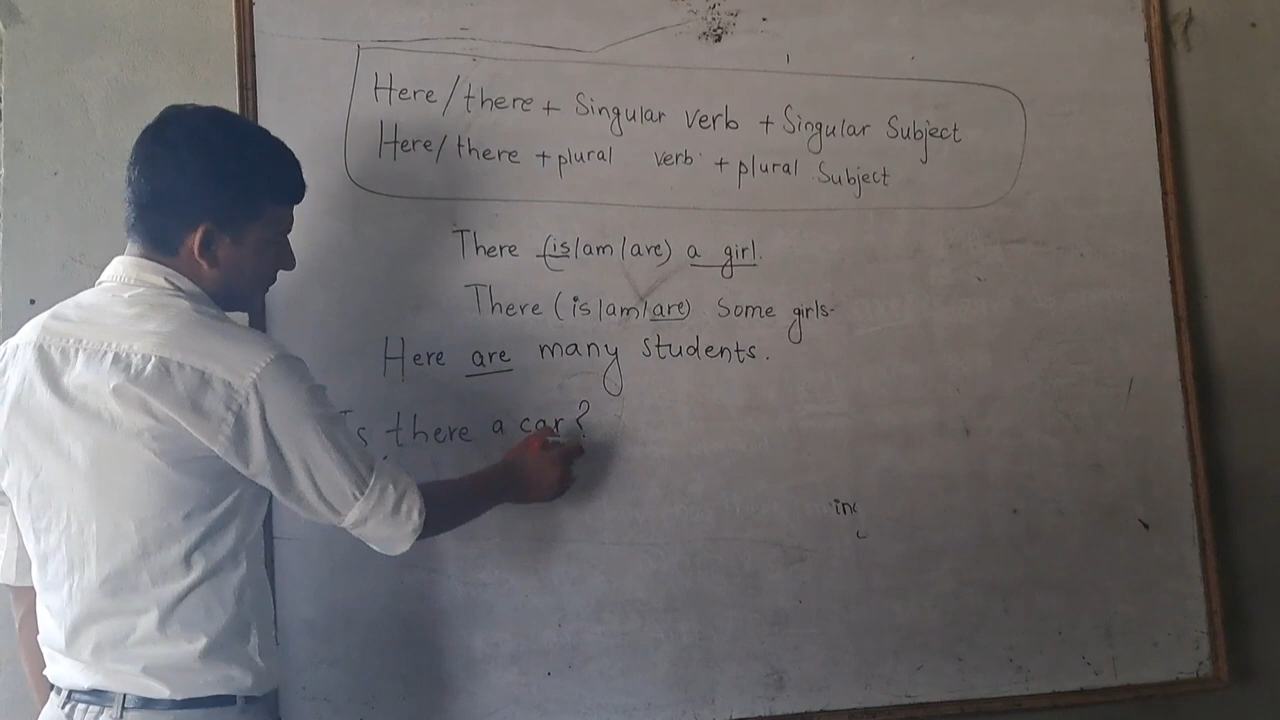 Here/there + Singular verb + Singular Subject
Here/there + plural verb + plural Subject
There (is/am/are) a girl.
There (is/am/are) Some girls.
Here are many students.
Is there a car?